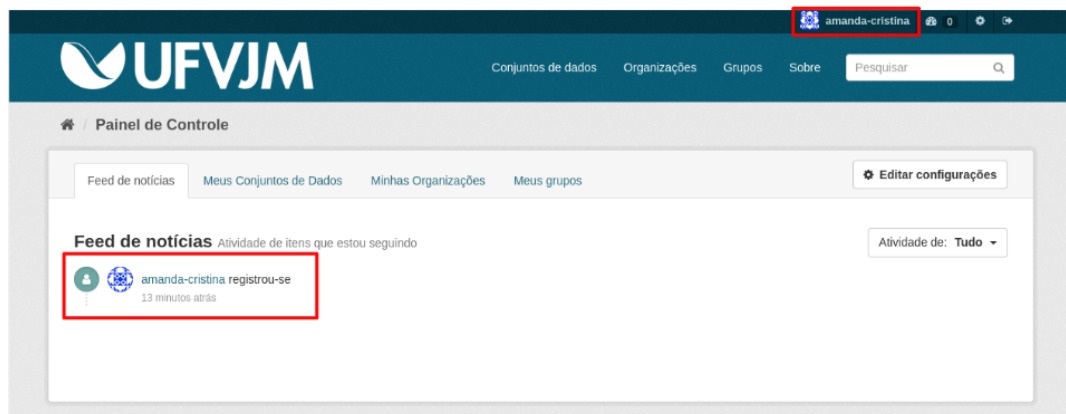 amanda-cristina 0
UFVJM
Conjuntos de dados Organizações Grupos Sobre Pesquisar
/ Painel de Controle
Feed de notícias Meus Conjuntos de Dados Minhas Organizações Meus grupos Editar configurações
Feed de notícias Atividade de itens que estou seguindo Atividade de: Tudo
amanda-cristina registrou-se
13 minutos atrás